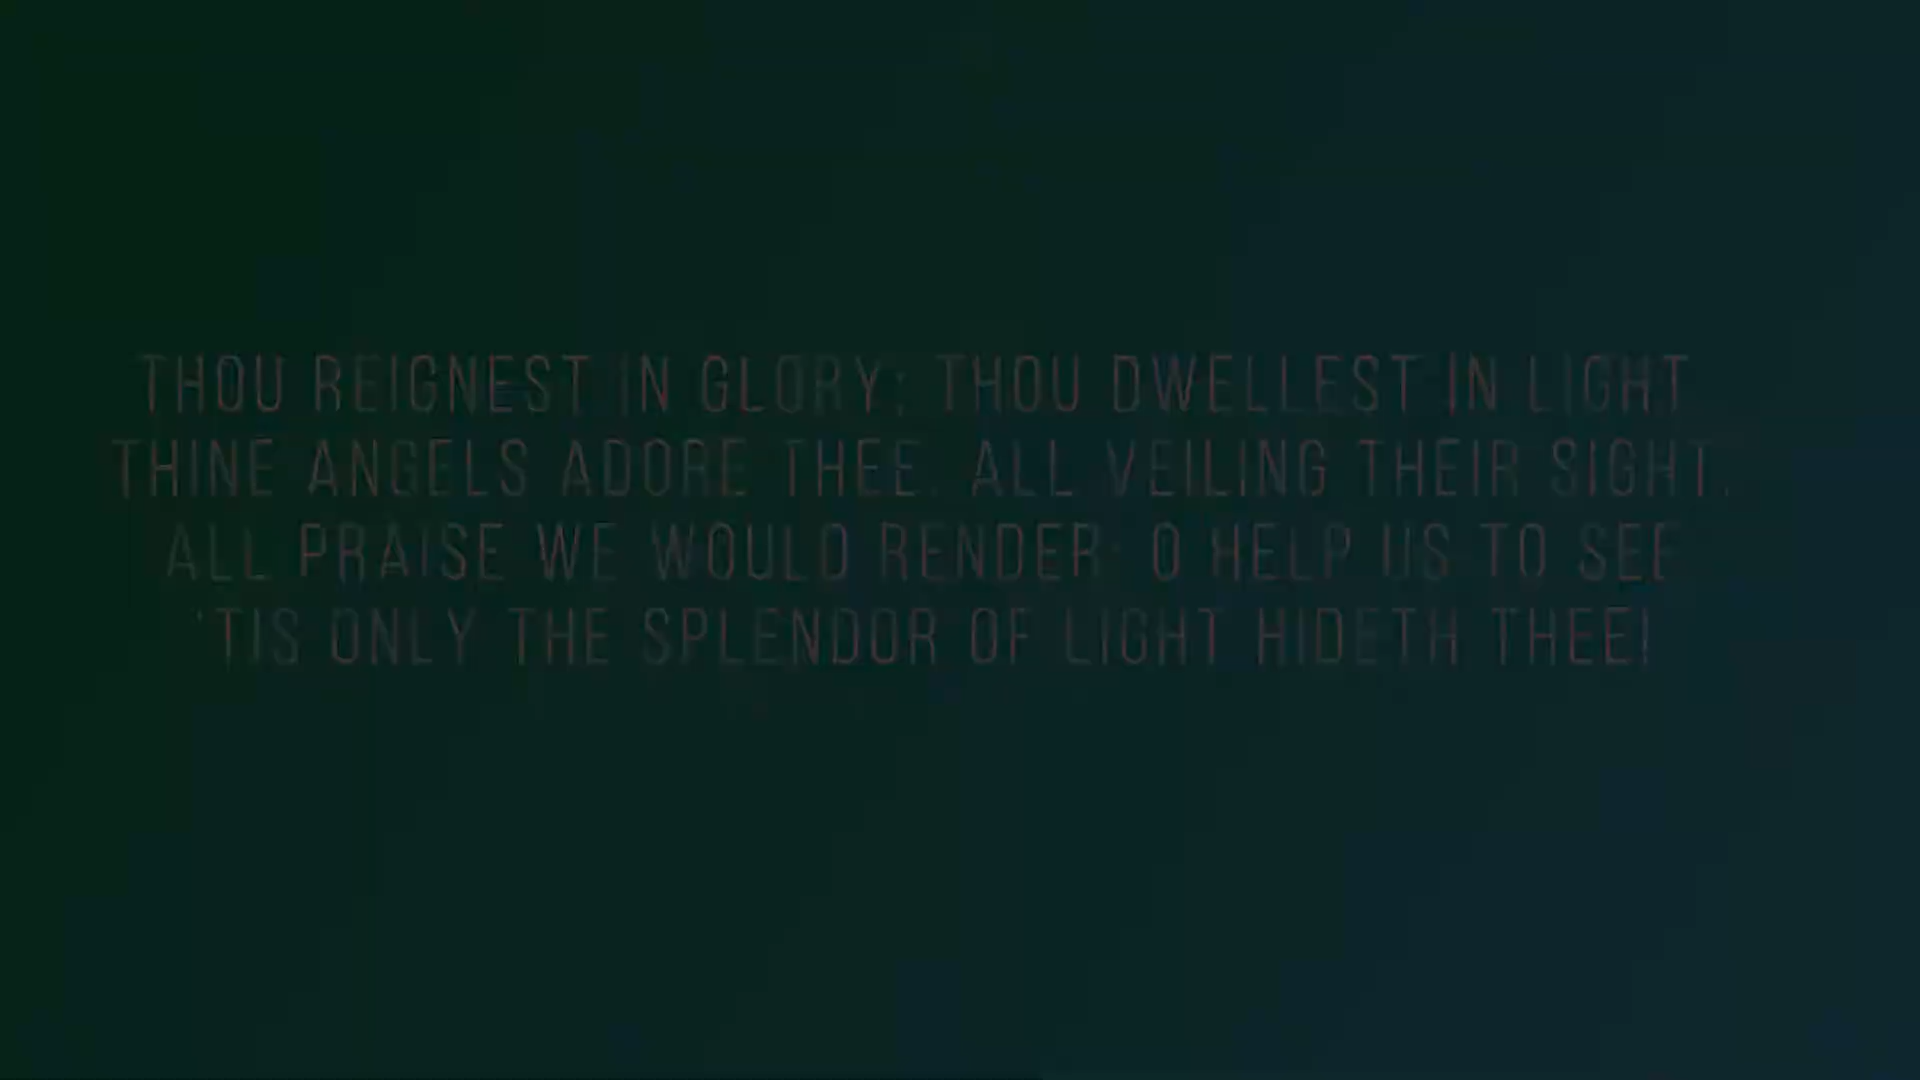 THOU REIGNEST IN GLORY; THOU DWELLEST IN LIGHT
THINE ANGELS ADORE THEE, ALL VEILING THEIR SIGHT.
ALL PRAISE WE WOULD RENDER: O HELP US TO SEE
'TIS ONLY THE SPLENDOR OF LIGHT HIDETH THEE!